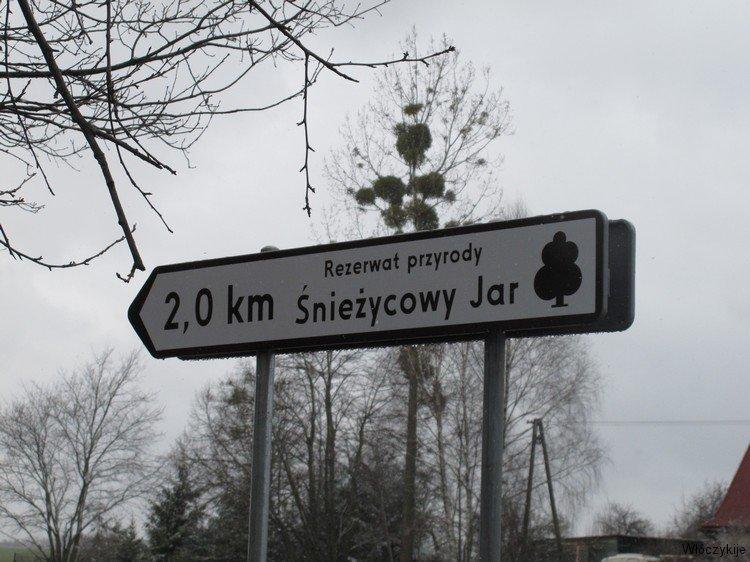 Rezerwat przyrody
2,0 km Śnieżycowy Jar
Włóczykije